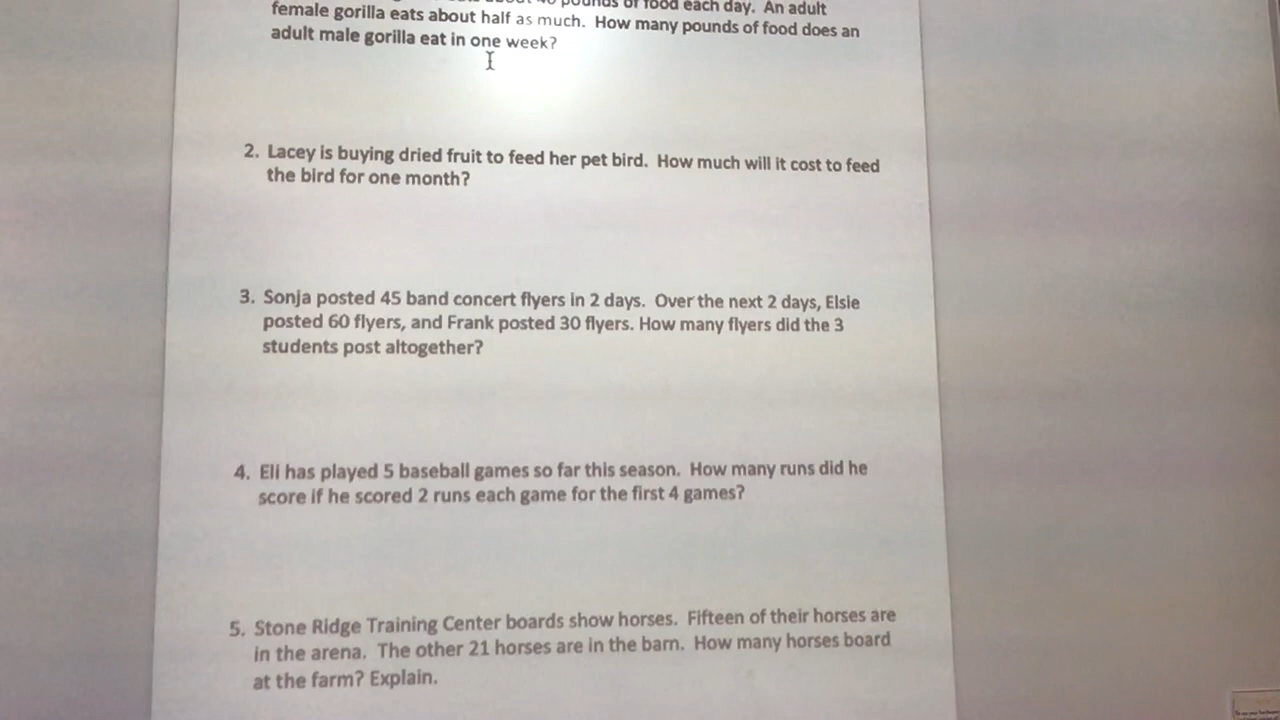 40 pounds of food each day. An adult
female gorilla eats about half as much. How many pounds of food does an
adult male gorilla eat in one week?
2. Lacey is buying dried fruit to feed her pet bird. How much will it cost to feed
the bird for one month?
3. Sonja posted 45 band concert flyers in 2 days. Over the next 2 days, Elsie
posted 60 flyers, and Frank posted 30 flyers. How many flyers did the 3
students post altogether?
4. Eli has played 5 baseball games so far this season. How many runs did he
score if he scored 2 runs each game for the first 4 games?
5. Stone Ridge Training Center boards show horses. Fifteen of their horses are
in the arena. The other 21 horses are in the barn. How many horses board
at the farm? Explain.